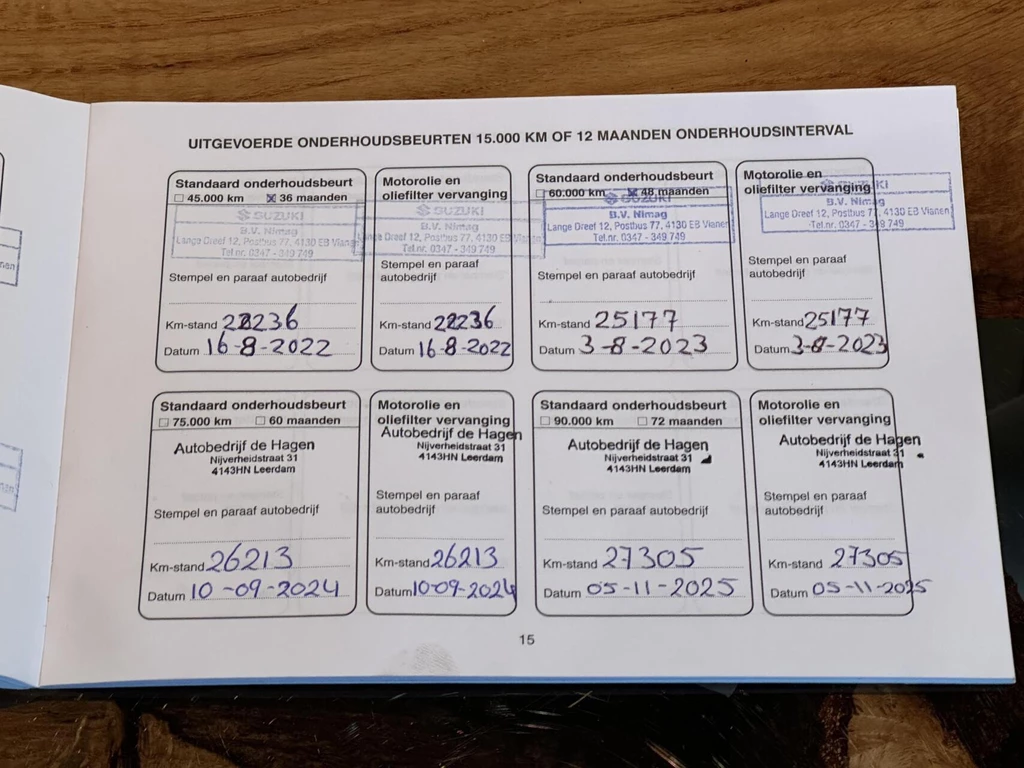 UITGEVOERDE ONDERHOUDSBEURTEN 15.000 KM OF 12 MAANDEN ONDERHOUDSINTERVAL
Standaard onderhoudsbeurt
☐ 45.000 km ☒ 36 maanden
SUZUKI
B.V. Nimag
Lange Dreef 12, Postbus 77, 4130 EB Vianen
Tel.nr. 0347 - 349 749
Stempel en paraaf autobedrijf
Km-stand 22236
Datum 16-8-2022
Motorolie en
oliefilter vervanging
SUZUKI
B.V. Nimag
Lange Dreef 12, Postbus 77, 4130 EB Vianen
Tel.nr. 0347 - 349 749
Stempel en paraaf
autobedrijf
Km-stand 22236
Datum 16-8-2022
Standaard onderhoudsbeurt
☐ 60.000 km ☒ 48 maanden
SUZUKI
B.V. Nimag
Lange Dreef 12, Postbus 77, 4130 EB Vianen
Tel.nr. 0347 - 349 749
Stempel en paraaf autobedrijf
Km-stand 25177
Datum 3-8-2023
Motorolie en
oliefilter vervanging
SUZUKI
B.V. Nimag
Lange Dreef 12, Postbus 77, 4130 EB Vianen
Tel.nr. 0347 - 349 749
Stempel en paraaf
autobedrijf
Km-stand 25177
Datum 3-8-2023
Standaard onderhoudsbeurt
☐ 75.000 km ☐ 60 maanden
Autobedrijf de Hagen
Nijverheidstraat 31
4143HN Leerdam
Stempel en paraaf autobedrijf
Km-stand 26213
Datum 10-09-2024
Motorolie en
oliefilter vervanging
Autobedrijf de Hagen
Nijverheidstraat 31
4143HN Leerdam
Stempel en paraaf
autobedrijf
Km-stand 26213
Datum 10-09-2024
Standaard onderhoudsbeurt
☐ 90.000 km ☐ 72 maanden
Autobedrijf de Hagen
Nijverheidstraat 31
4143HN Leerdam
Stempel en paraaf autobedrijf
Km-stand 27305
Datum 05-11-2025
Motorolie en
oliefilter vervanging
Autobedrijf de Hagen
Nijverheidstraat 31
4143HN Leerdam
Stempel en paraaf
autobedrijf
Km-stand 27305
Datum 05-11-2025
15